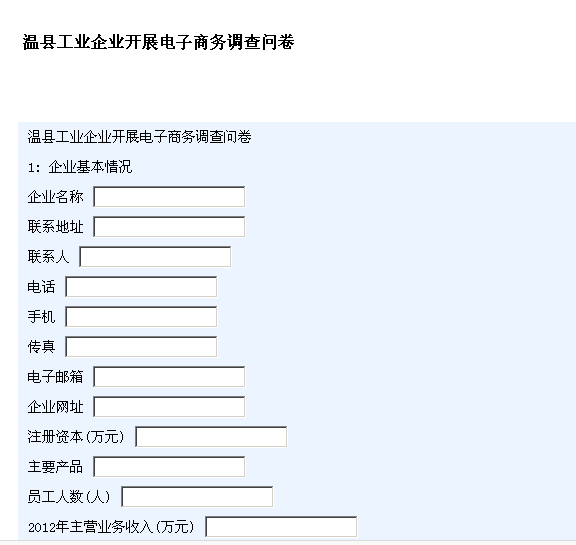 温县工业企业开展电子商务调查问卷
温县工业企业开展电子商务调查问卷
1: 企业基本情况
企业名称
联系地址
联系人
电话
手机
传真
电子邮箱
企业网址
注册资本(万元)
主要产品
员工人数(人)
2012年主营业务收入(万元)